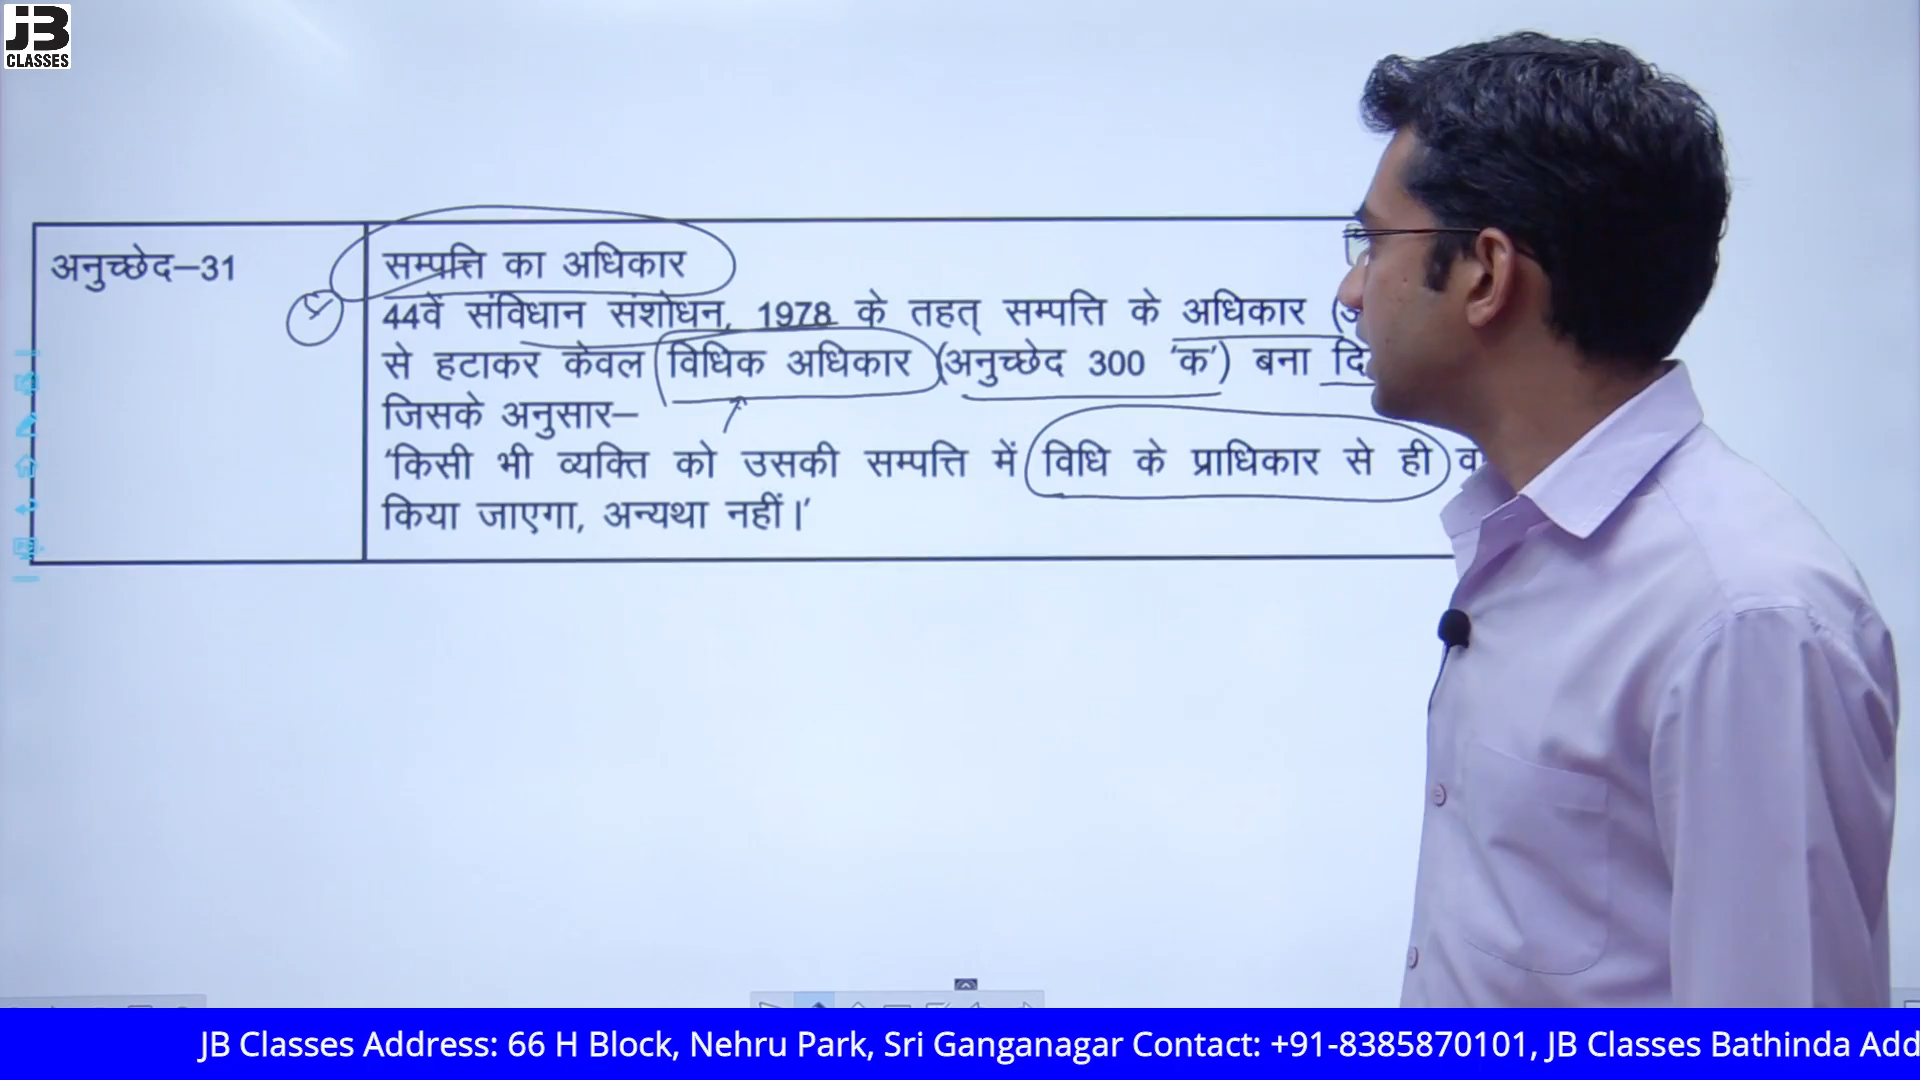 JB
CLASSES
अनुच्छेद–31
सम्पत्ति का अधिकार
44वें संविधान संशोधन, 1978 के तहत् सम्पत्ति के अधिकार
से हटाकर केवल विधिक अधिकार (अनुच्छेद 300 'क') बना
जिसके अनुसार–
'किसी भी व्यक्ति को उसकी सम्पत्ति में विधि के प्राधिकार से ही
किया जाएगा, अन्यथा नहीं।'
JB Classes Address: 66 H Block, Nehru Park, Sri Ganganagar Contact: +91-8385870101, JB Classes Bathinda Add